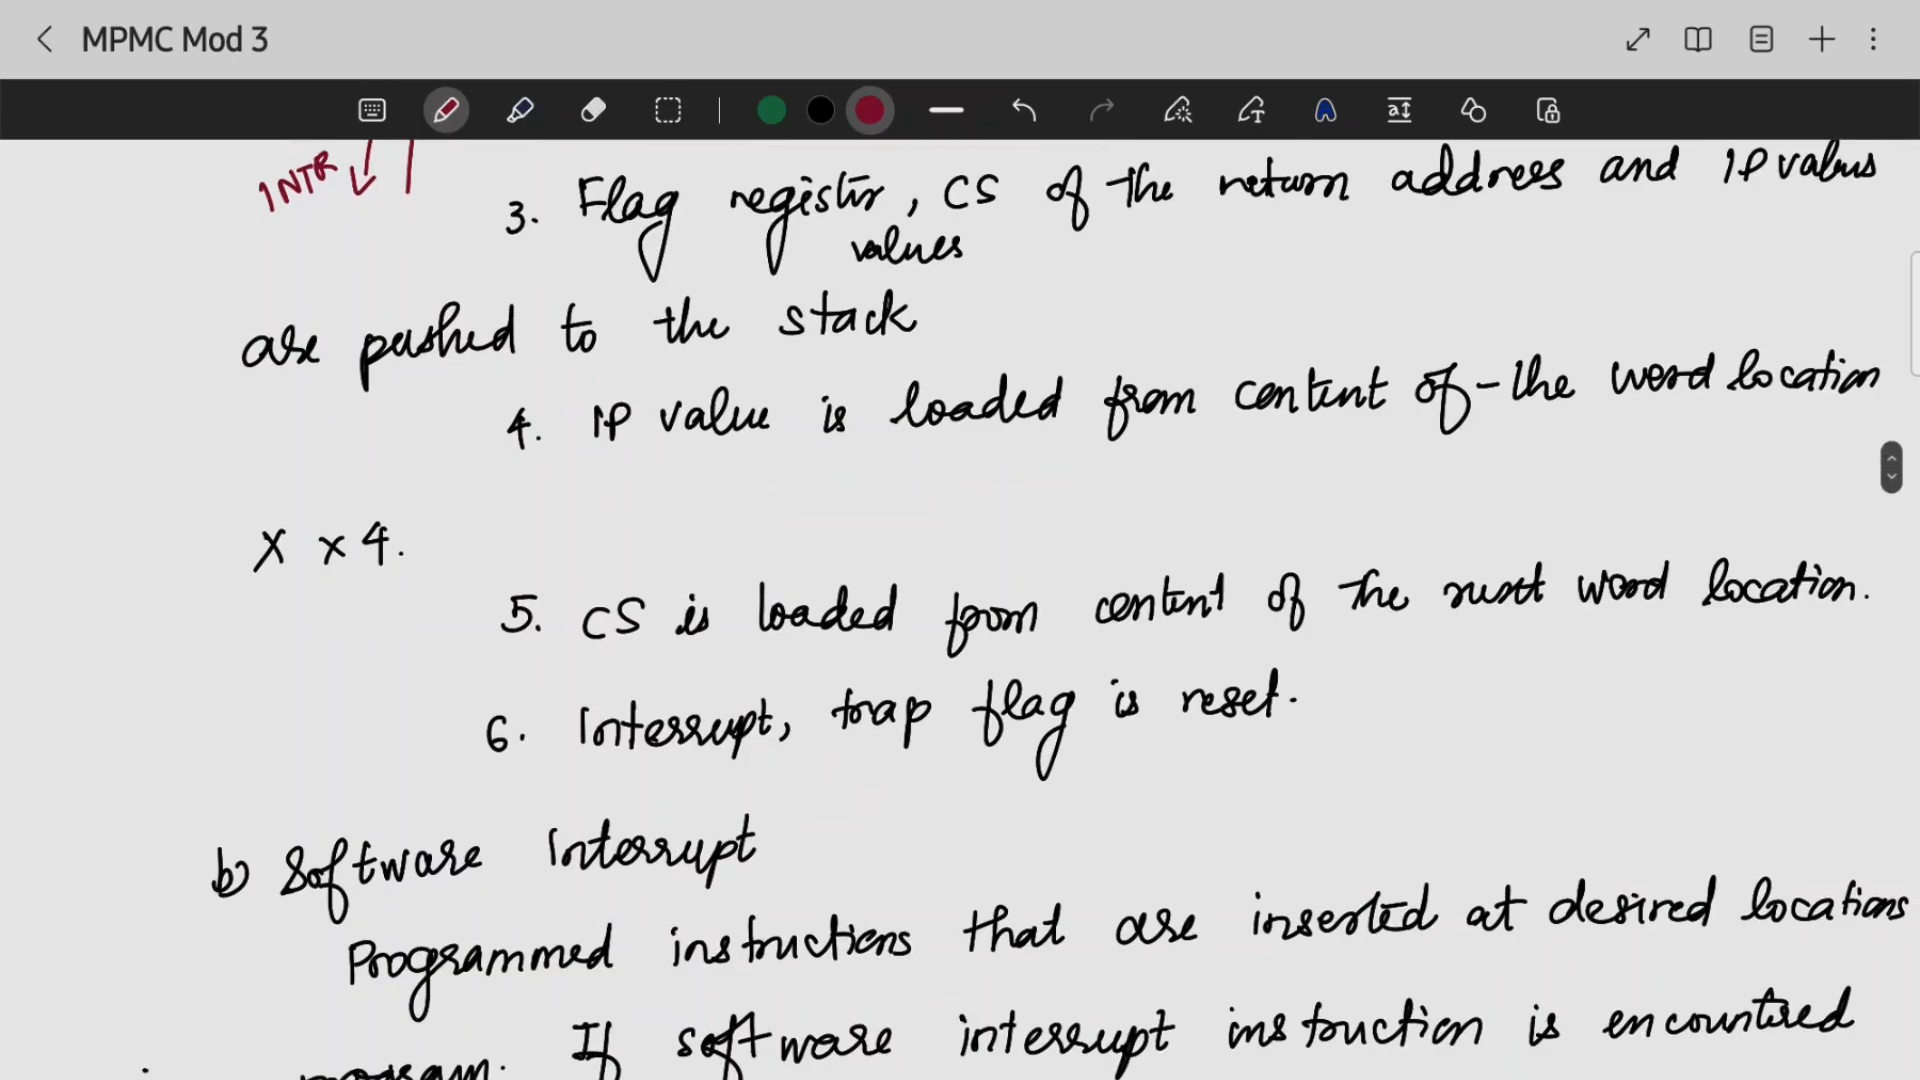 MPMC Mod 3
INTR
3. Flag register, CS of the return address and IP values
values
are pushed to the stack
4. IP value is loaded from content of the word location
X x 4.
5. CS is loaded from content of the next word location.
6. Interrupt, trap flag is reset.
b) Software Interrupt
Programmed instructions that are inserted at desired locations
program. If software interrupt instruction is encountered